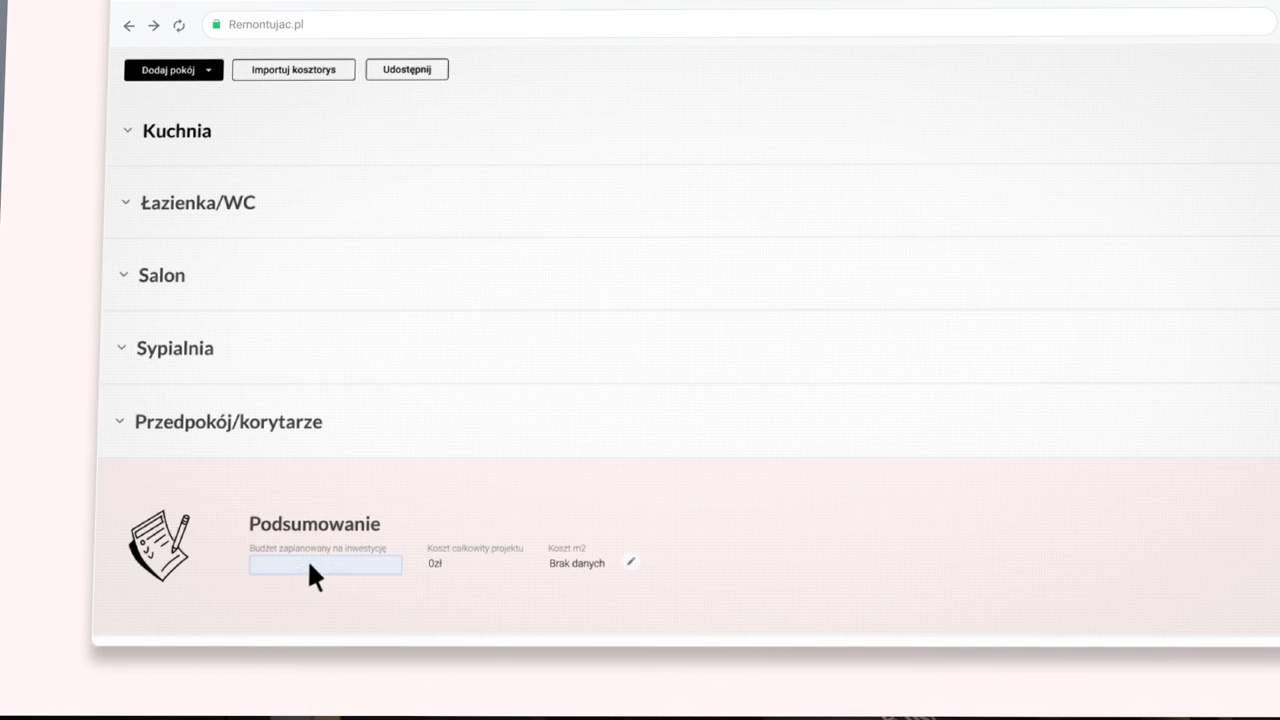 Remontujac.pl
Dodaj pokój
Importuj kosztorys
Udostępnij
Kuchnia
Łazienka/WC
Salon
Sypialnia
Przedpokój/korytarze
Podsumowanie
Budżet zaplanowany na inwestycję
Koszt całkowity projektu
Koszt m2
0zł
Brak danych